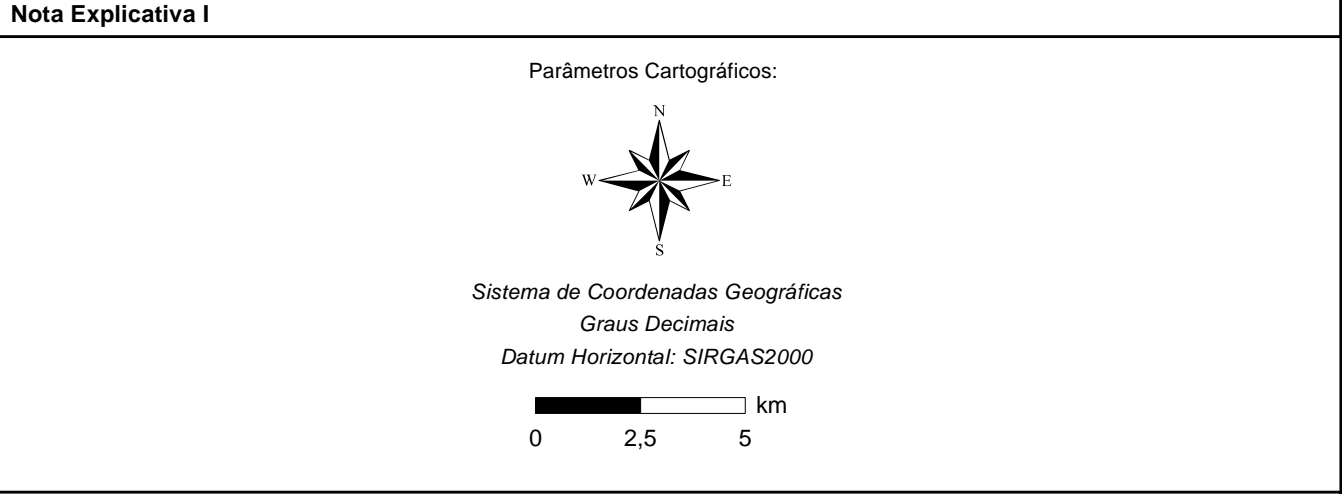 Nota Explicativa I
Parâmetros Cartográficos:
N
W E
S
Sistema de Coordenadas Geográficas
Graus Decimais
Datum Horizontal: SIRGAS2000
km
0 2,5 5